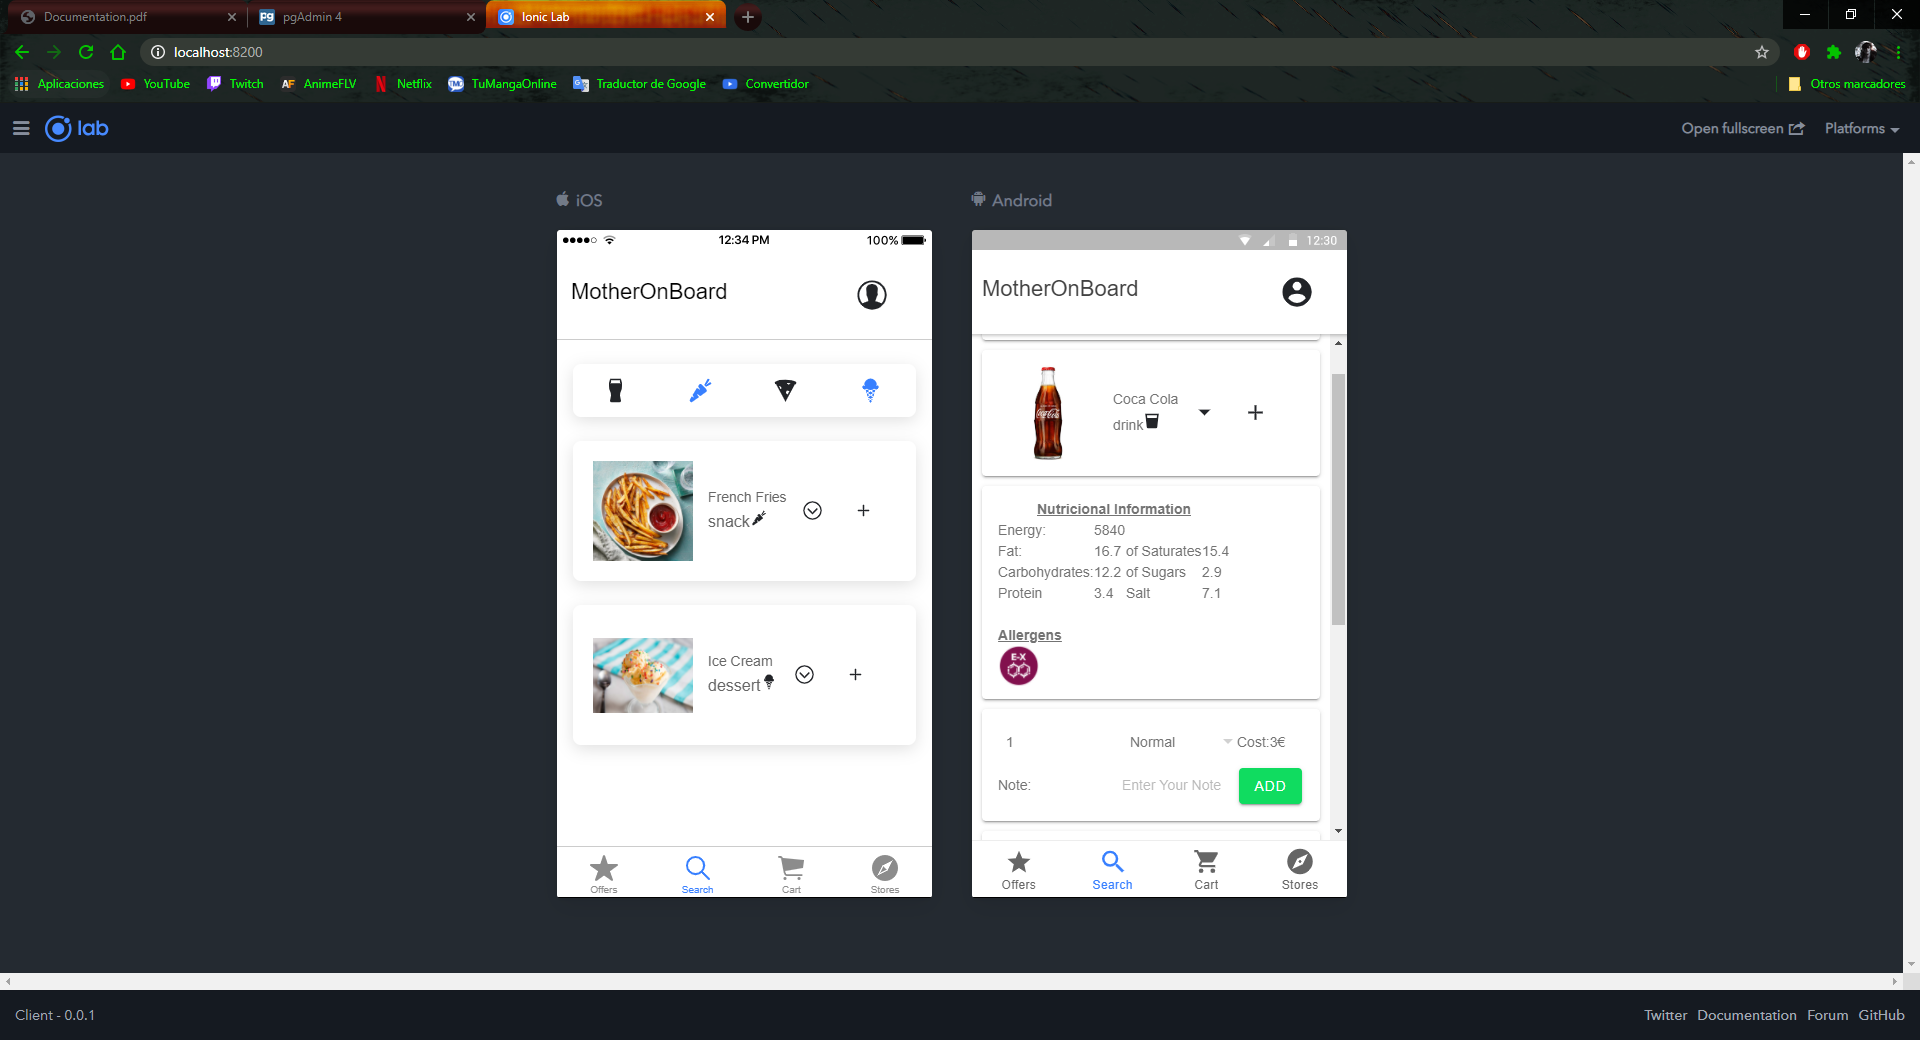 Documentation.pdf
pgAdmin 4
Ionic Lab
localhost:8200
Aplicaciones
YouTube
Twitch
AF AnimeFLV
Netflix
TuMangaOnline
Traductor de Google
Convertidor
Otros marcadores
lab
Open fullscreen
Platforms
iOS
12:34 PM
100%
MotherOnBoard
French Fries
snack
Ice Cream
dessert
Offers
Search
Cart
Stores
Android
12:30
MotherOnBoard
Coca Cola
drink
Nutricional Information
Energy: 5840
Fat: 16.7 of Saturates15.4
Carbohydrates:12.2 of Sugars 2.9
Protein 3.4 Salt 7.1
Allergens
E-X
1 Normal Cost:3€
Note: Enter Your Note ADD
Offers
Search
Cart
Stores
Client - 0.0.1
Twitter Documentation Forum GitHub